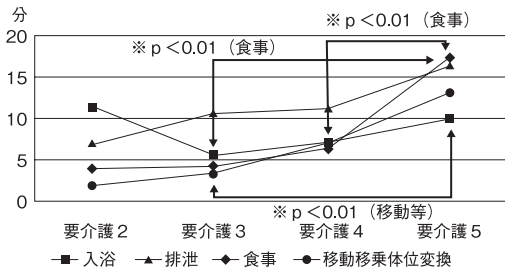 分
20
※ p＜0.01（食事）
※ p＜0.01（食事）
15
10
5
※ p＜0.01（移動等）
0
要介護2 要介護3 要介護4 要介護5
入浴 排泄 食事 移動移乗体位変換